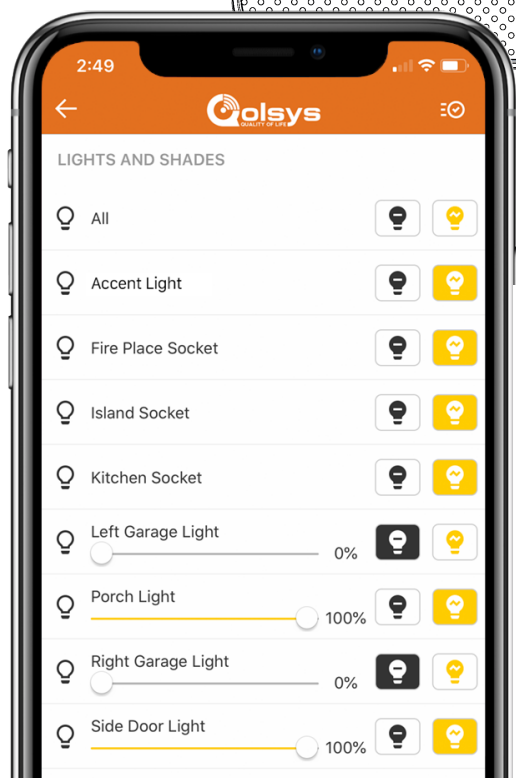 2:49
Qolsys
QUALITY OF LIFE
LIGHTS AND SHADES
All
Accent Light
Fire Place Socket
Island Socket
Kitchen Socket
Left Garage Light
0%
Porch Light
100%
Right Garage Light
0%
Side Door Light
100%